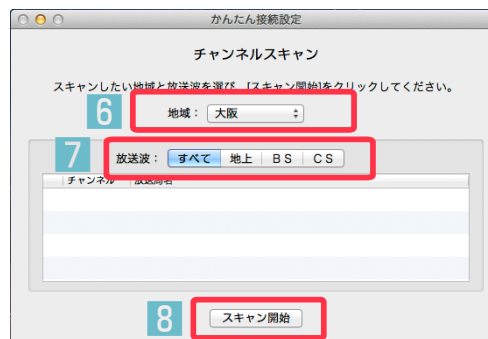 かんたん接続設定
チャンネルスキャン
スキャンしたい地域と放送波を選び、[スキャン開始]をクリックしてください。
6
地域： 大阪
7
放送波： すべて 地上 BS CS
チャンネル 放送局名
8
スキャン開始